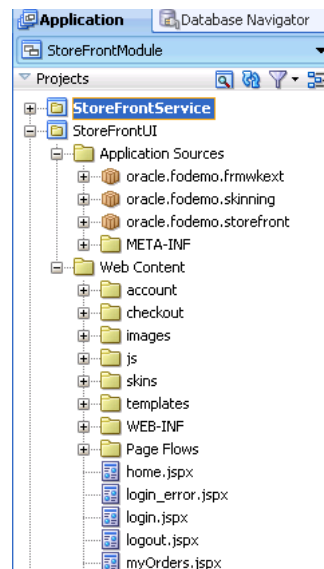 Application Database Navigator
StoreFrontModule
Projects
StoreFrontService
StoreFrontUI
Application Sources
oracle.fodemo.frmwkext
oracle.fodemo.skinning
oracle.fodemo.storefront
META-INF
Web Content
account
checkout
images
js
skins
templates
WEB-INF
Page Flows
home.jspx
login_error.jspx
login.jspx
logout.jspx
myOrders.jspx